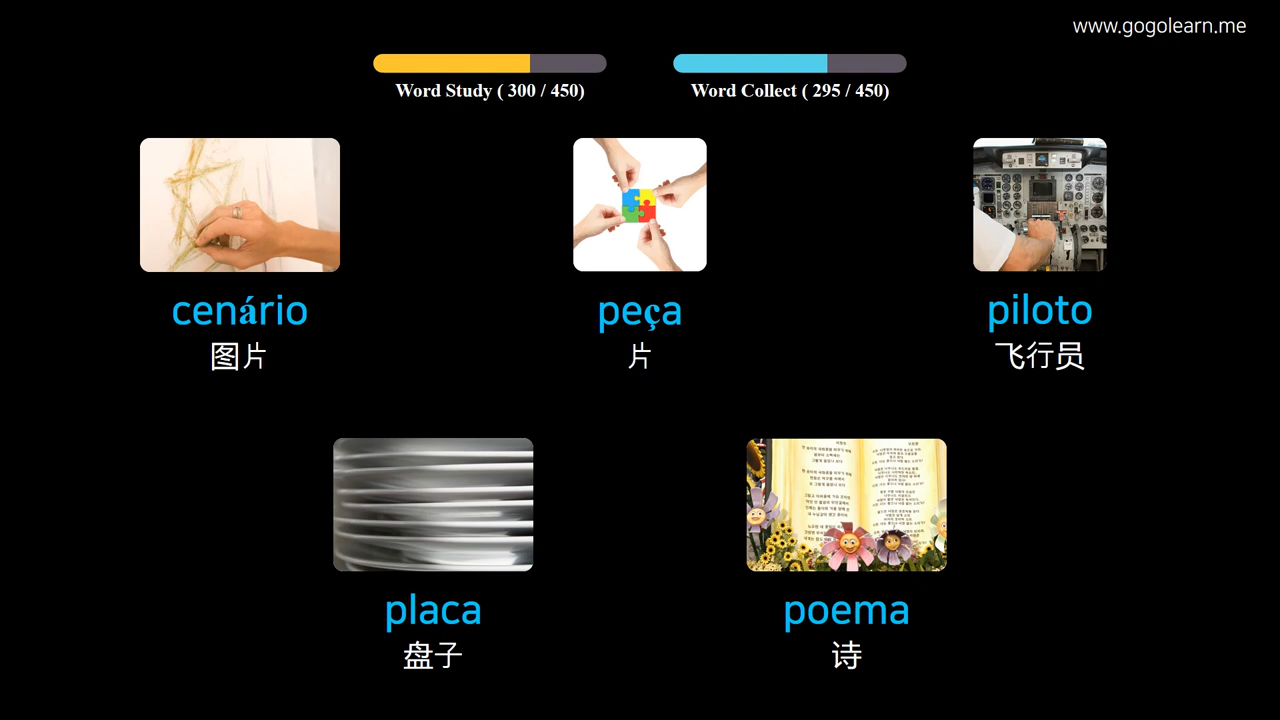 www.gogolearn.me
Word Study ( 300 / 450)
Word Collect ( 295 / 450)
cenário
peça
piloto
图片
片
飞行员
placa
poema
盘子
诗